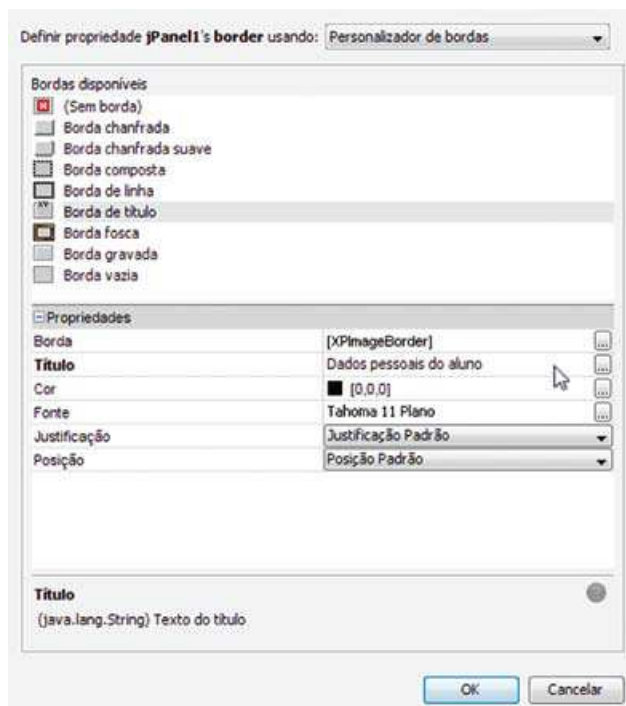 Definir propriedade jPanel1's border usando: Personalizador de bordas
Bordas disponíveis
(Sem borda)
Borda chanfrada
Borda chanfrada suave
Borda composta
Borda de linha
Borda de título
Borda fosca
Borda gravada
Borda vazia
Propriedades
Borda [XPImageBorder] ...
Título Dados pessoais do aluno ...
Cor [0,0,0] ...
Fonte Tahoma 11 Plano ...
Justificação Justificação Padrão
Posição Posição Padrão
Título
(java.lang.String) Texto do título
OK Cancelar